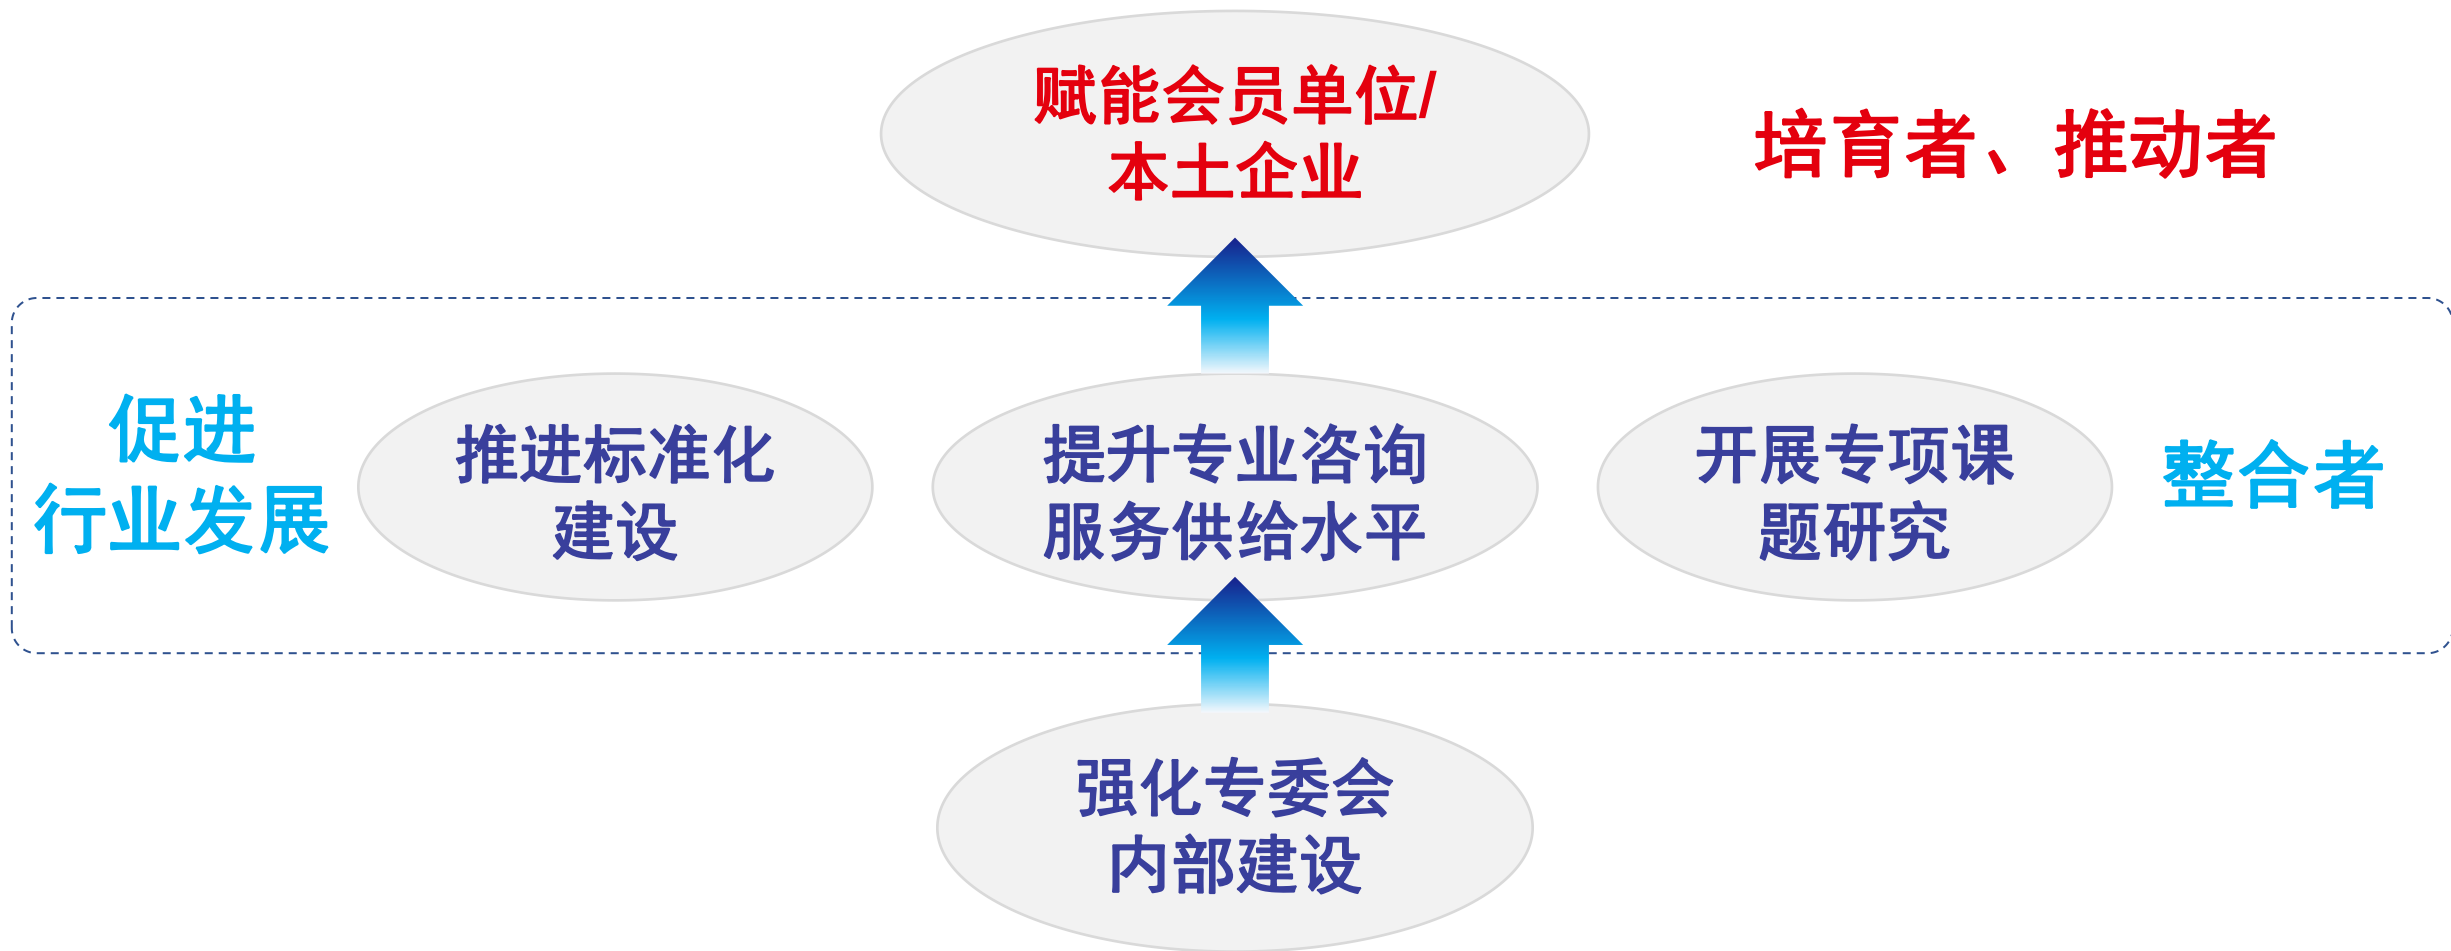 赋能会员单位/
本土企业
培育者、推动者
促进
行业发展
推进标准化
建设
提升专业咨询
服务供给水平
开展专项课
题研究
整合者
强化专委会
内部建设